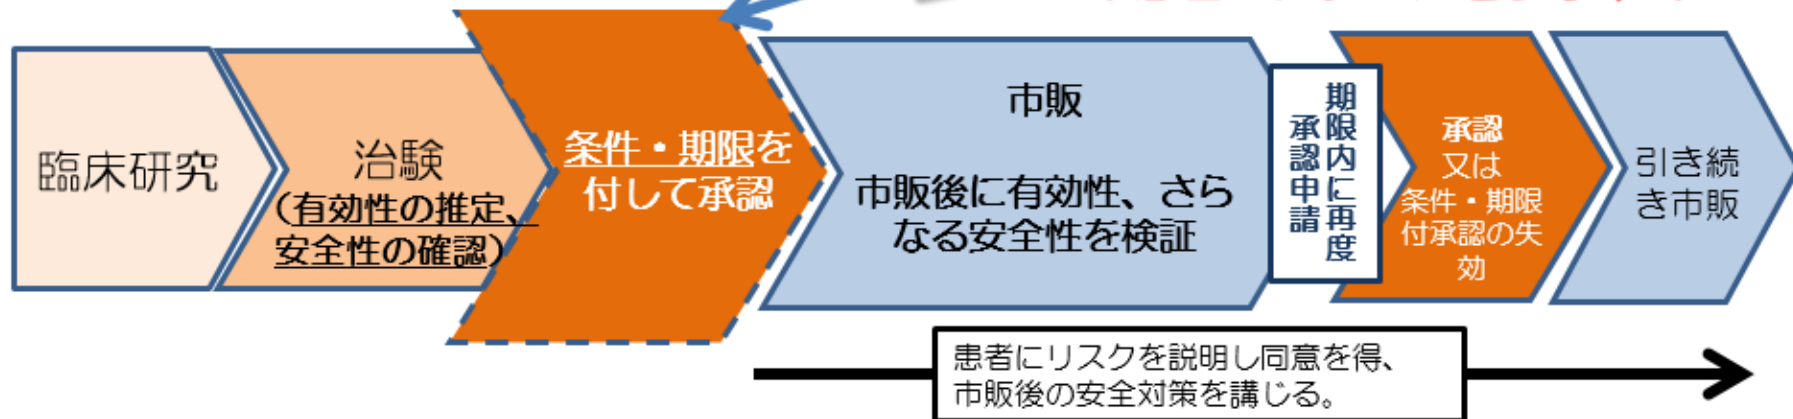 臨床研究
治験
(有効性の推定、
安全性の確認)
条件・期限を
付して承認
市販
市販後に有効性、さら
なる安全性を検証
期限内に再度
承認申請
承認
又は
条件・期限
付承認の失
効
引き続
き市販
患者にリスクを説明し同意を得、
市販後の安全対策を講じる。